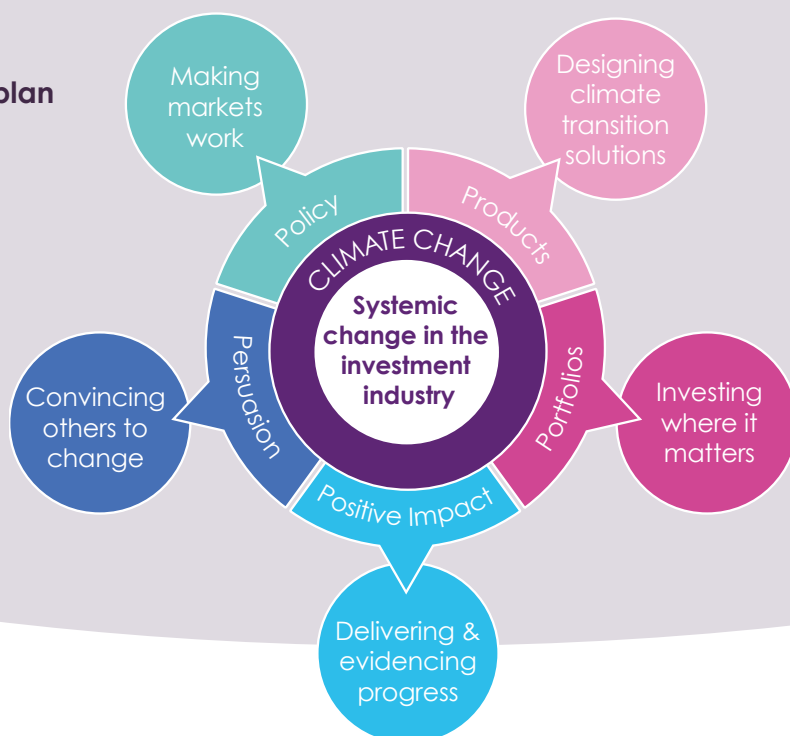 plan
Making
markets
work
Designing
climate
transition
solutions
Policy
Products
CLIMATE CHANGE
Systemic
change in the
investment
industry
Persuasion
Portfolios
Convincing
others to
change
Investing
where it
matters
Positive Impact
Delivering &
evidencing
progress